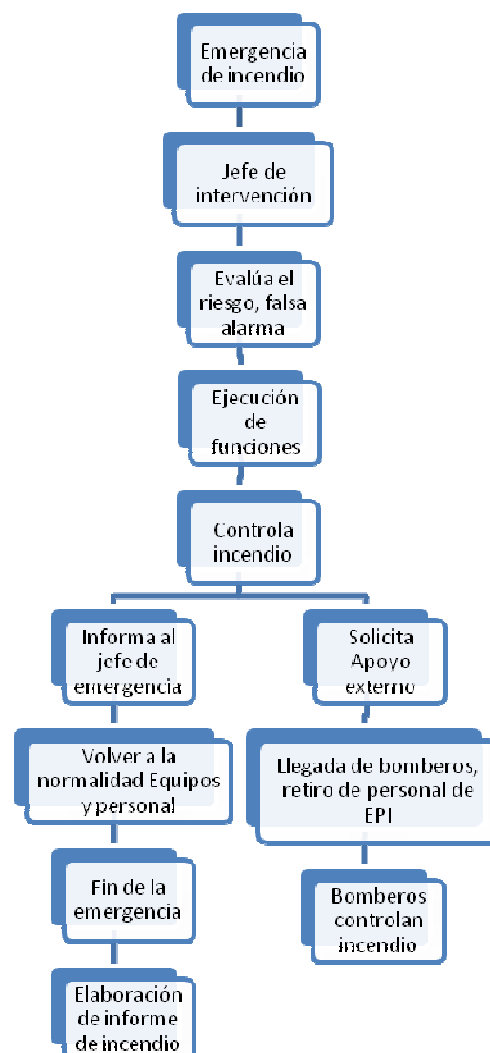 Emergencia
de incendio
Jefe de
intervención
Evalúa el
riesgo, falsa
alarma
Ejecución
de
funciones
Controla
incendio
Informa al
jefe de
emergencia
Solicita
Apoyo
externo
Volver a la
normalidad Equipos
y personal
Llegada de bomberos,
retiro de personal de
EPI
Fin de la
emergencia
Bomberos
controlan
incendio
Elaboración
de informe
de incendio